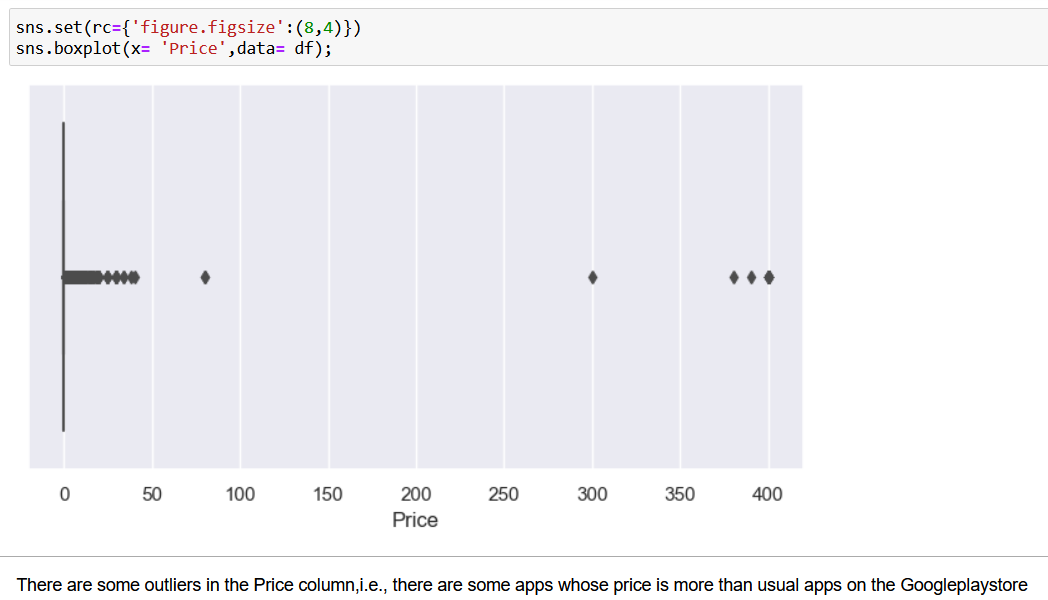 sns.set(rc={'figure.figsize':(8,4)})
sns.boxplot(x= 'Price',data= df);
0 50 100 150 200 250 300 350 400
Price
There are some outliers in the Price column,i.e., there are some apps whose price is more than usual apps on the Googleplaystore